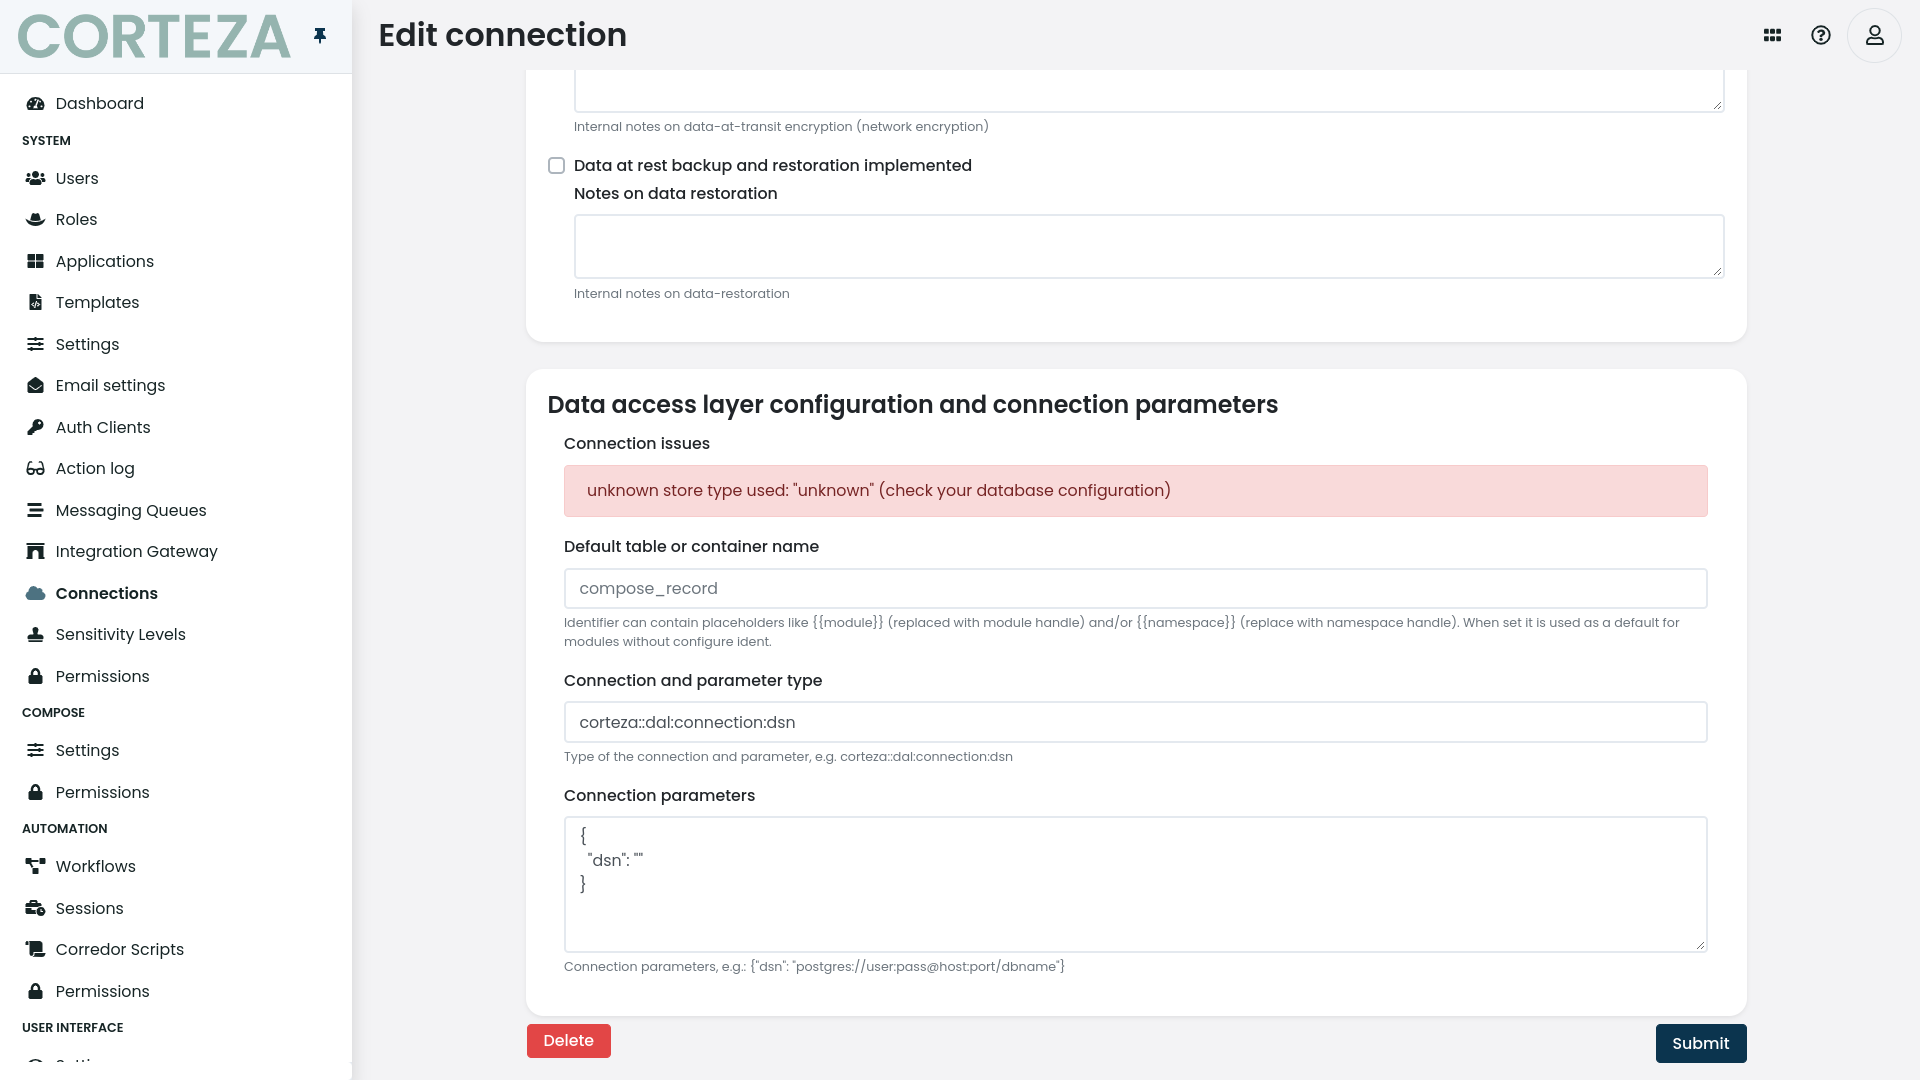 CORTEZA
Edit connection
Dashboard
SYSTEM
Users
Roles
Applications
Templates
Settings
Email settings
Auth Clients
Action log
Messaging Queues
Integration Gateway
Connections
Sensitivity Levels
Permissions
COMPOSE
Settings
Permissions
AUTOMATION
Workflows
Sessions
Corredor Scripts
Permissions
USER INTERFACE
Internal notes on data-at-transit encryption (network encryption)
Data at rest backup and restoration implemented
Notes on data restoration
Internal notes on data-restoration
Data access layer configuration and connection parameters
Connection issues
unknown store type used: "unknown" (check your database configuration)
Default table or container name
compose_record
Identifier can contain placeholders like {{module}} (replaced with module handle) and/or {{namespace}} (replace with namespace handle). When set it is used as a default for
modules without configure ident.
Connection and parameter type
corteza::dal:connection:dsn
Type of the connection and parameter, e.g. corteza::dal:connection:dsn
Connection parameters
{
"dsn": ""
}
Connection parameters, e.g.: {"dsn": "postgres://user:pass@host:port/dbname"}
Delete
Submit